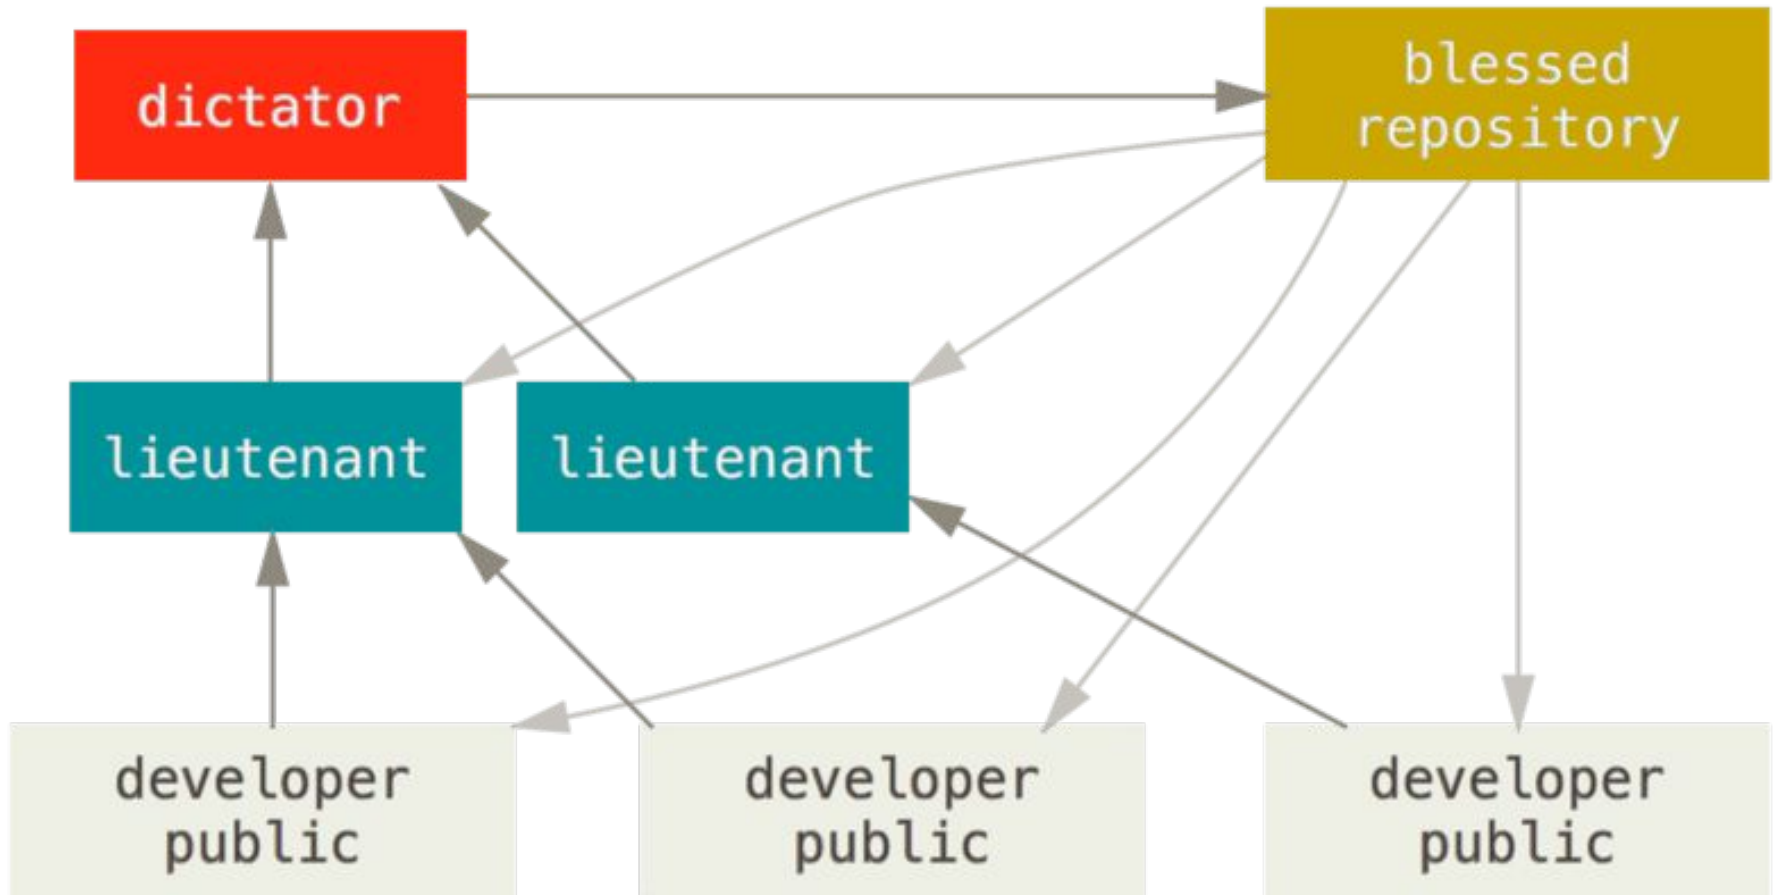 dictator
blessed
repository
lieutenant
lieutenant
developer
public
developer
public
developer
public